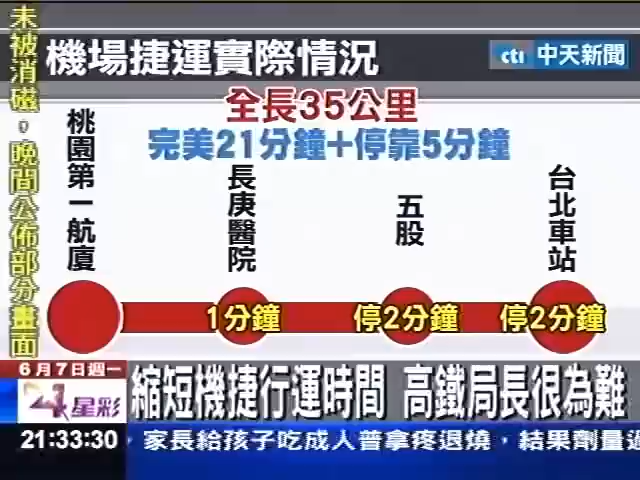 未被消磁，晚間公佈部分畫面
機場捷運實際情況
cti 中天新聞
全長35公里
完美21分鐘+停靠5分鐘
桃園第一航廈
長庚醫院
五股
台北車站
1分鐘
停2分鐘
停2分鐘
6月7日週一
縮短機捷行運時間 高鐵局長很為難
星彩
21:33:30
，家長給孩子吃成人普拿疼退燒，結果劑量過